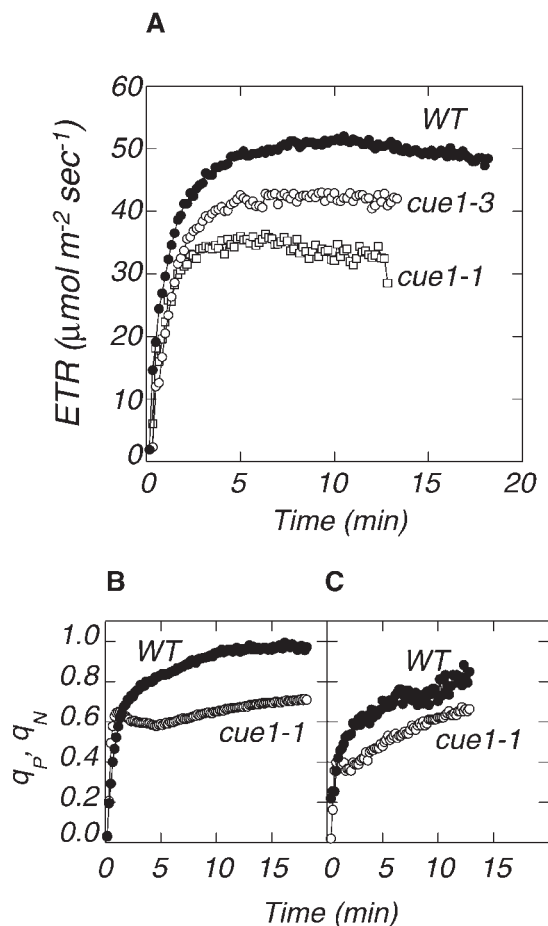 A
60
50
40
30
20
10
0
ETR (µmol m⁻² sec⁻¹)
WT
cue1-3
cue1-1
0 5 10 15 20
Time (min)
B C
1.0
0.8
0.6
0.4
0.2
0.0
qP, qN
WT
cue1-1
WT
cue1-1
0 5 10 15 0 5 10 15
Time (min)